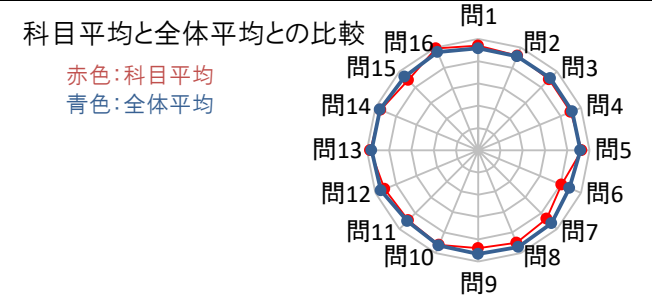 科目平均と全体平均との比較
赤色:科目平均
青色:全体平均
問1
問2
問3
問4
問5
問6
問7
問8
問9
問10
問11
問12
問13
問14
問15
問16